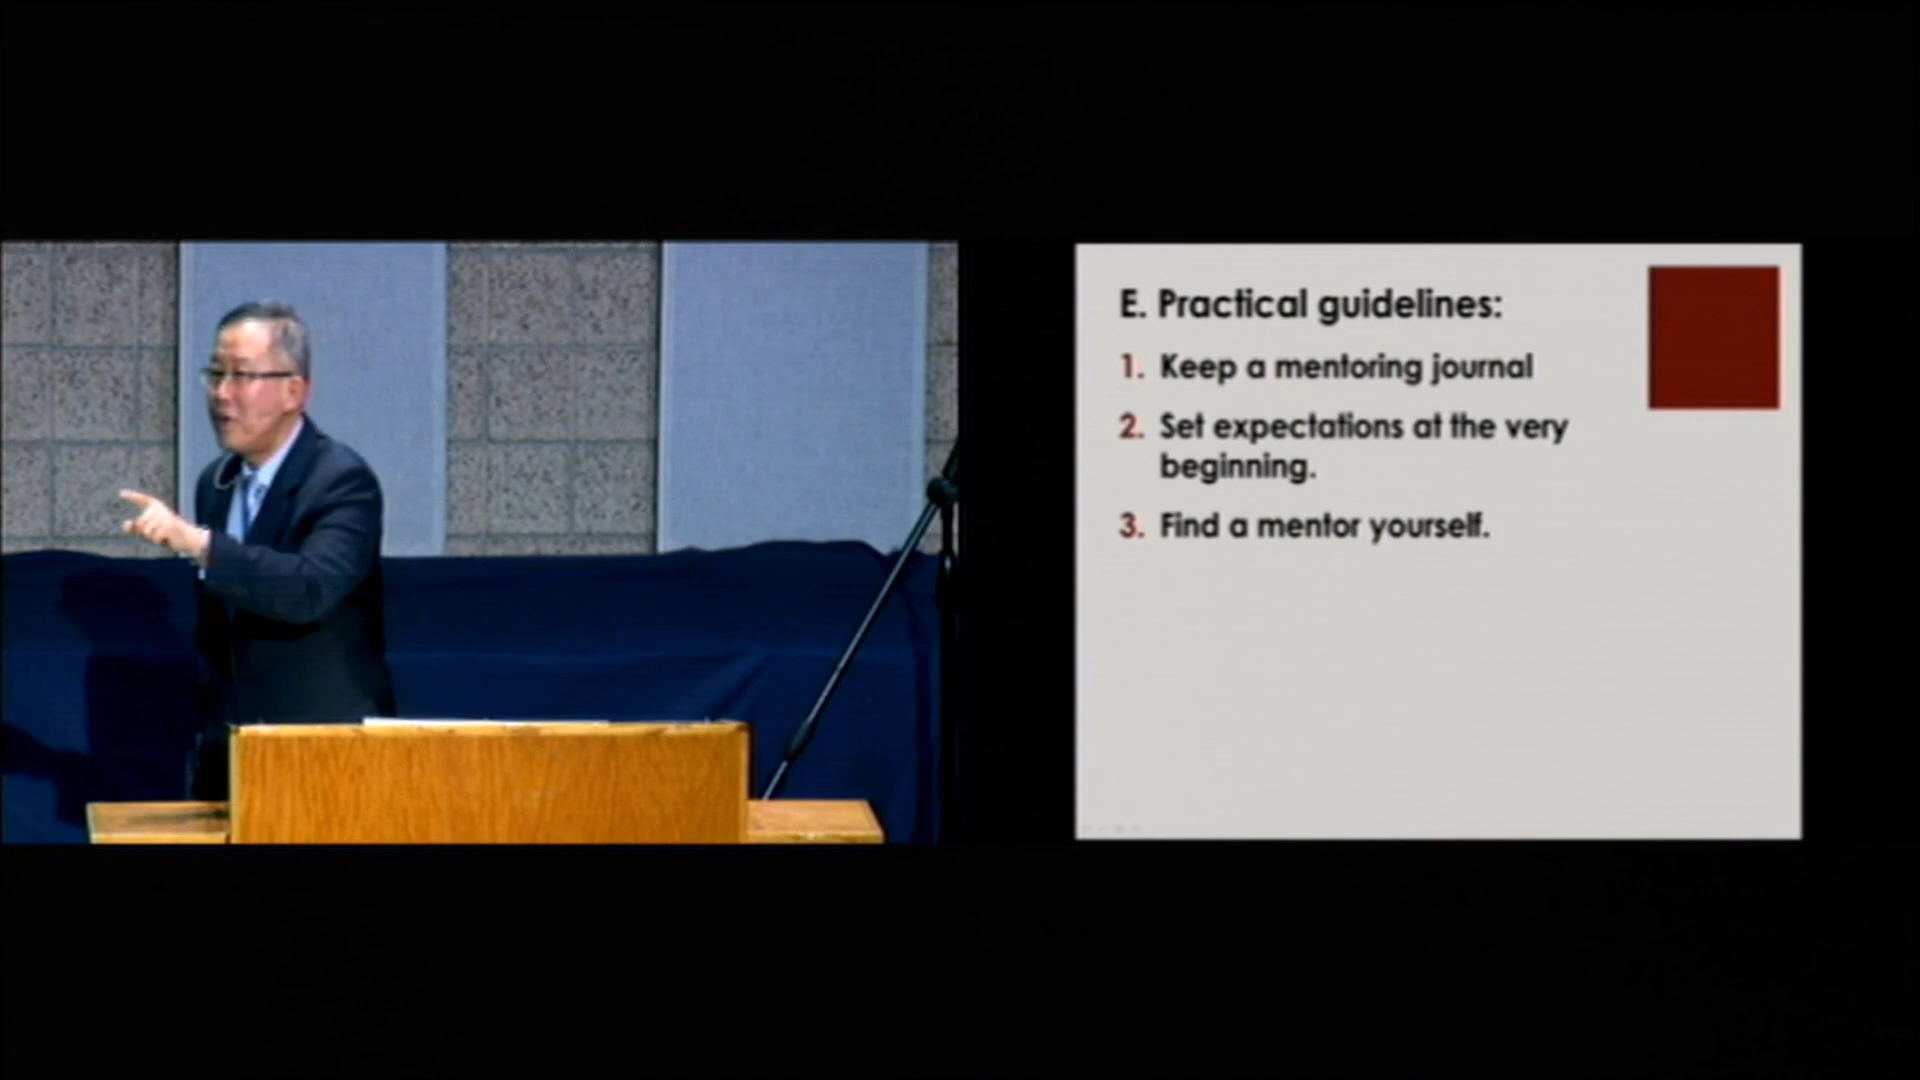 E. Practical guidelines:
1. Keep a mentoring journal
2. Set expectations at the very
beginning.
3. Find a mentor yourself.